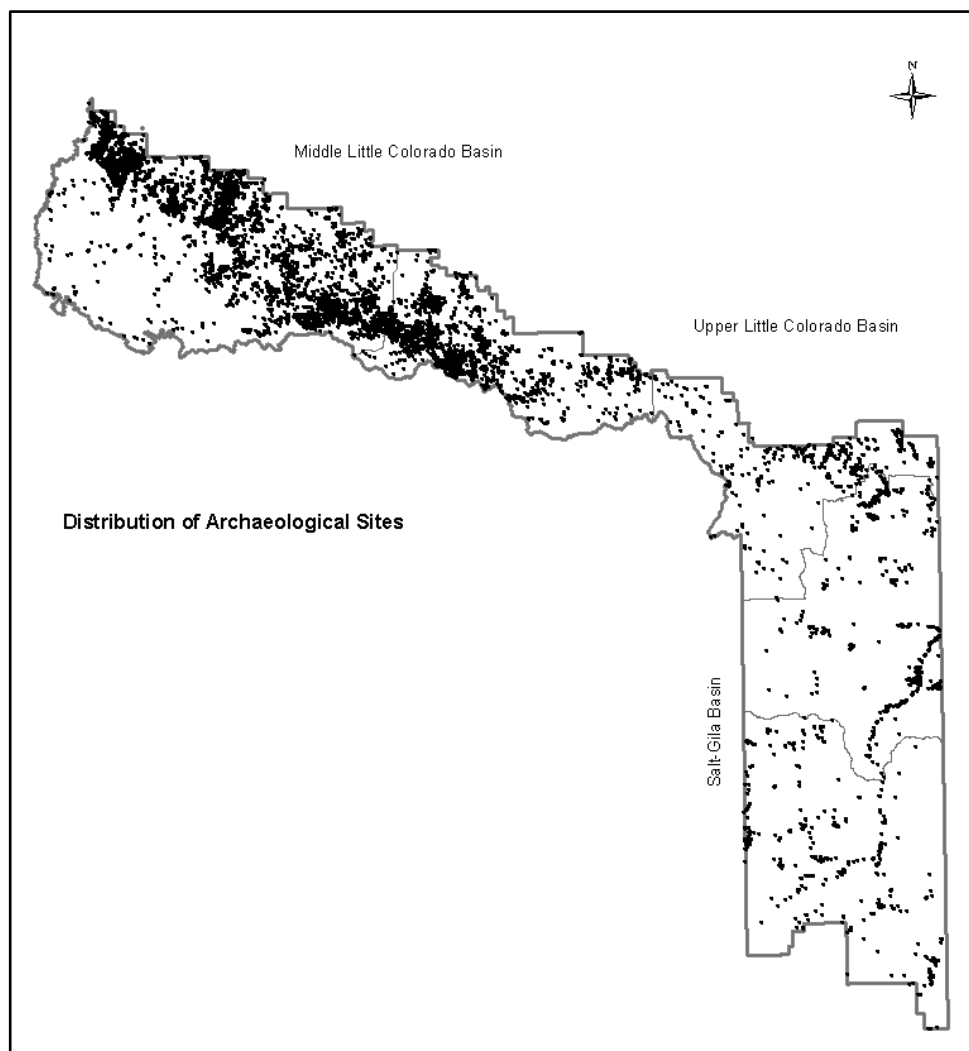 N
Middle Little Colorado Basin
Upper Little Colorado Basin
Distribution of Archaeological Sites
Salt-Gila Basin